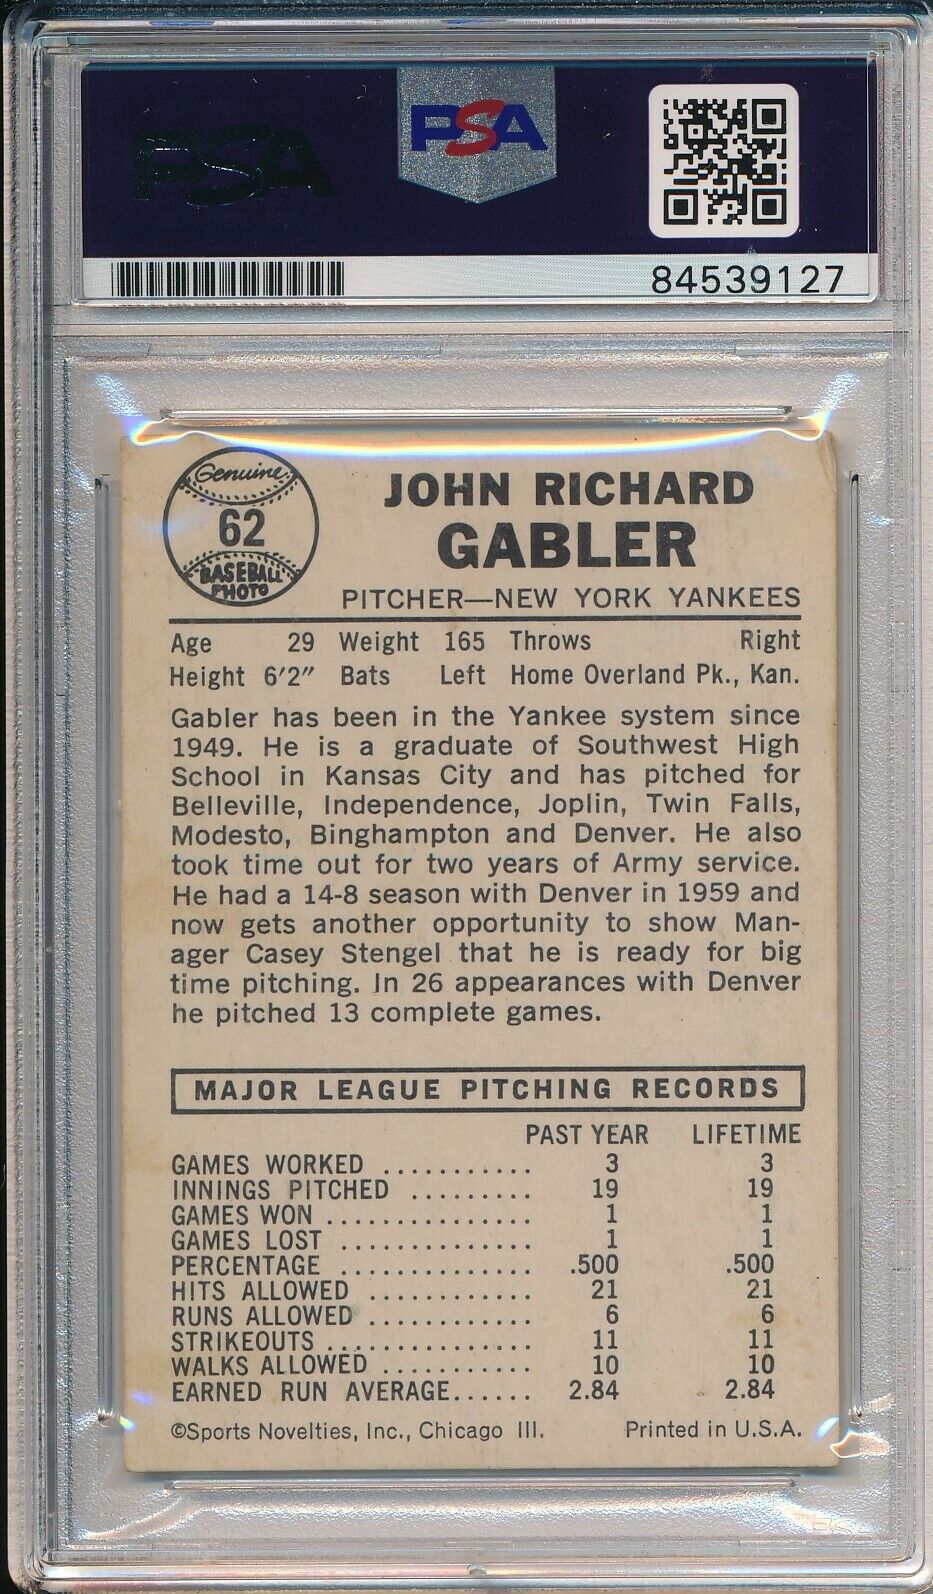 PSA
PSA
84539127
Genuine
62
BASEBALL
PHOTO
JOHN RICHARD
GABLER
PITCHER—NEW YORK YANKEES
Age 29 Weight 165 Throws Right
Height 6'2" Bats Left Home Overland Pk., Kan.
Gabler has been in the Yankee system since
1949. He is a graduate of Southwest High
School in Kansas City and has pitched for
Belleville, Independence, Joplin, Twin Falls,
Modesto, Binghampton and Denver. He also
took time out for two years of Army service.
He had a 14-8 season with Denver in 1959 and
now gets another opportunity to show Man-
ager Casey Stengel that he is ready for big
time pitching. In 26 appearances with Denver
he pitched 13 complete games.
MAJOR LEAGUE PITCHING RECORDS
PAST YEAR LIFETIME
GAMES WORKED ........... 3 3
INNINGS PITCHED ......... 19 19
GAMES WON ............... 1 1
GAMES LOST .............. 1 1
PERCENTAGE .............. .500 .500
HITS ALLOWED ............ 21 21
RUNS ALLOWED ............ 6 6
STRIKEOUTS ............... 11 11
WALKS ALLOWED ........... 10 10
EARNED RUN AVERAGE...... 2.84 2.84
©Sports Novelties, Inc., Chicago Ill. Printed in U.S.A.
PSA